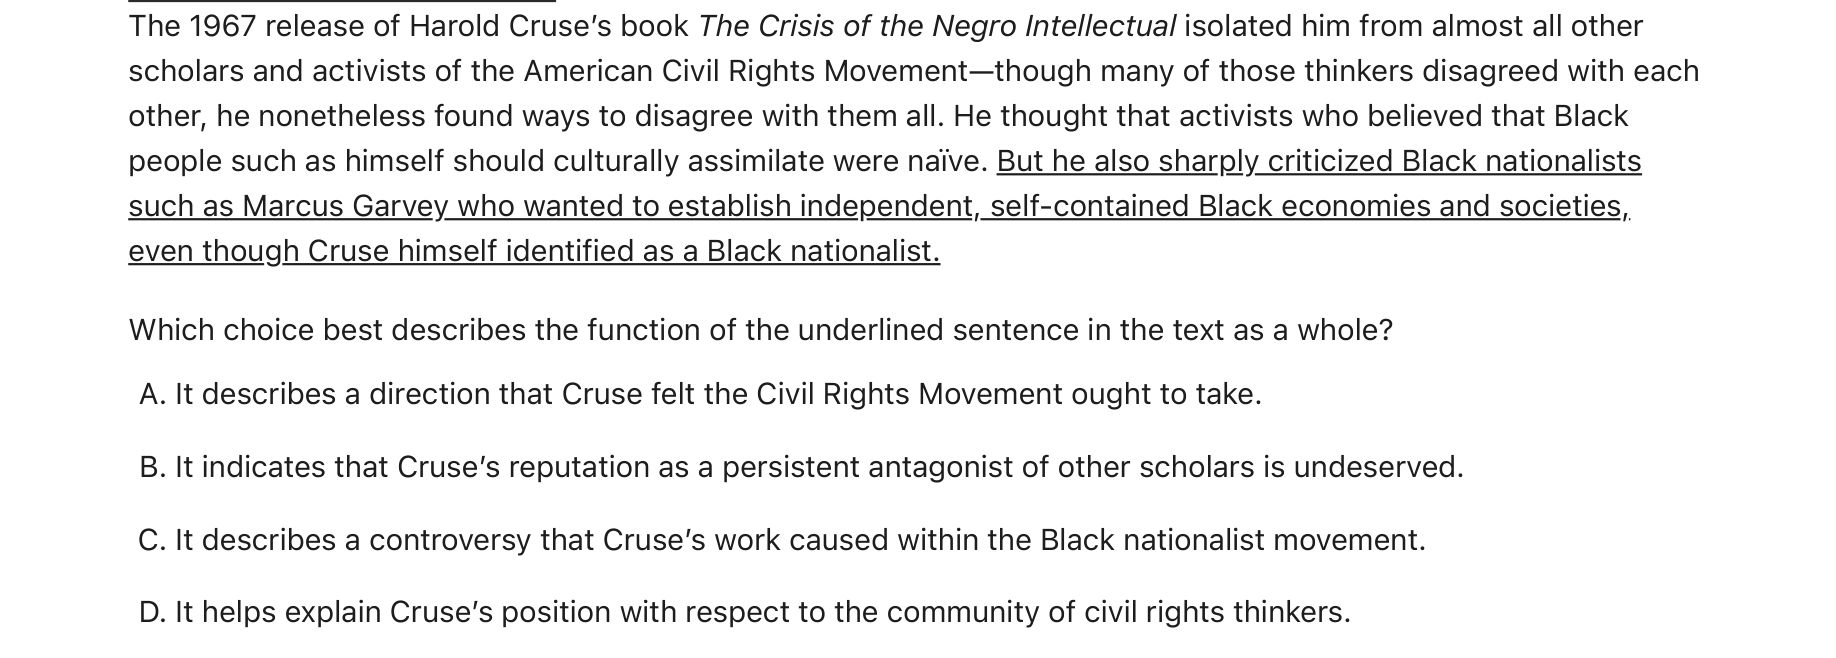 The 1967 release of Harold Cruse’s book The Crisis of the Negro Intellectual isolated him from almost all other
scholars and activists of the American Civil Rights Movement—though many of those thinkers disagreed with each
other, he nonetheless found ways to disagree with them all. He thought that activists who believed that Black
people such as himself should culturally assimilate were naïve. But he also sharply criticized Black nationalists
such as Marcus Garvey who wanted to establish independent, self-contained Black economies and societies,
even though Cruse himself identified as a Black nationalist.
Which choice best describes the function of the underlined sentence in the text as a whole?
A. It describes a direction that Cruse felt the Civil Rights Movement ought to take.
B. It indicates that Cruse’s reputation as a persistent antagonist of other scholars is undeserved.
C. It describes a controversy that Cruse’s work caused within the Black nationalist movement.
D. It helps explain Cruse’s position with respect to the community of civil rights thinkers.